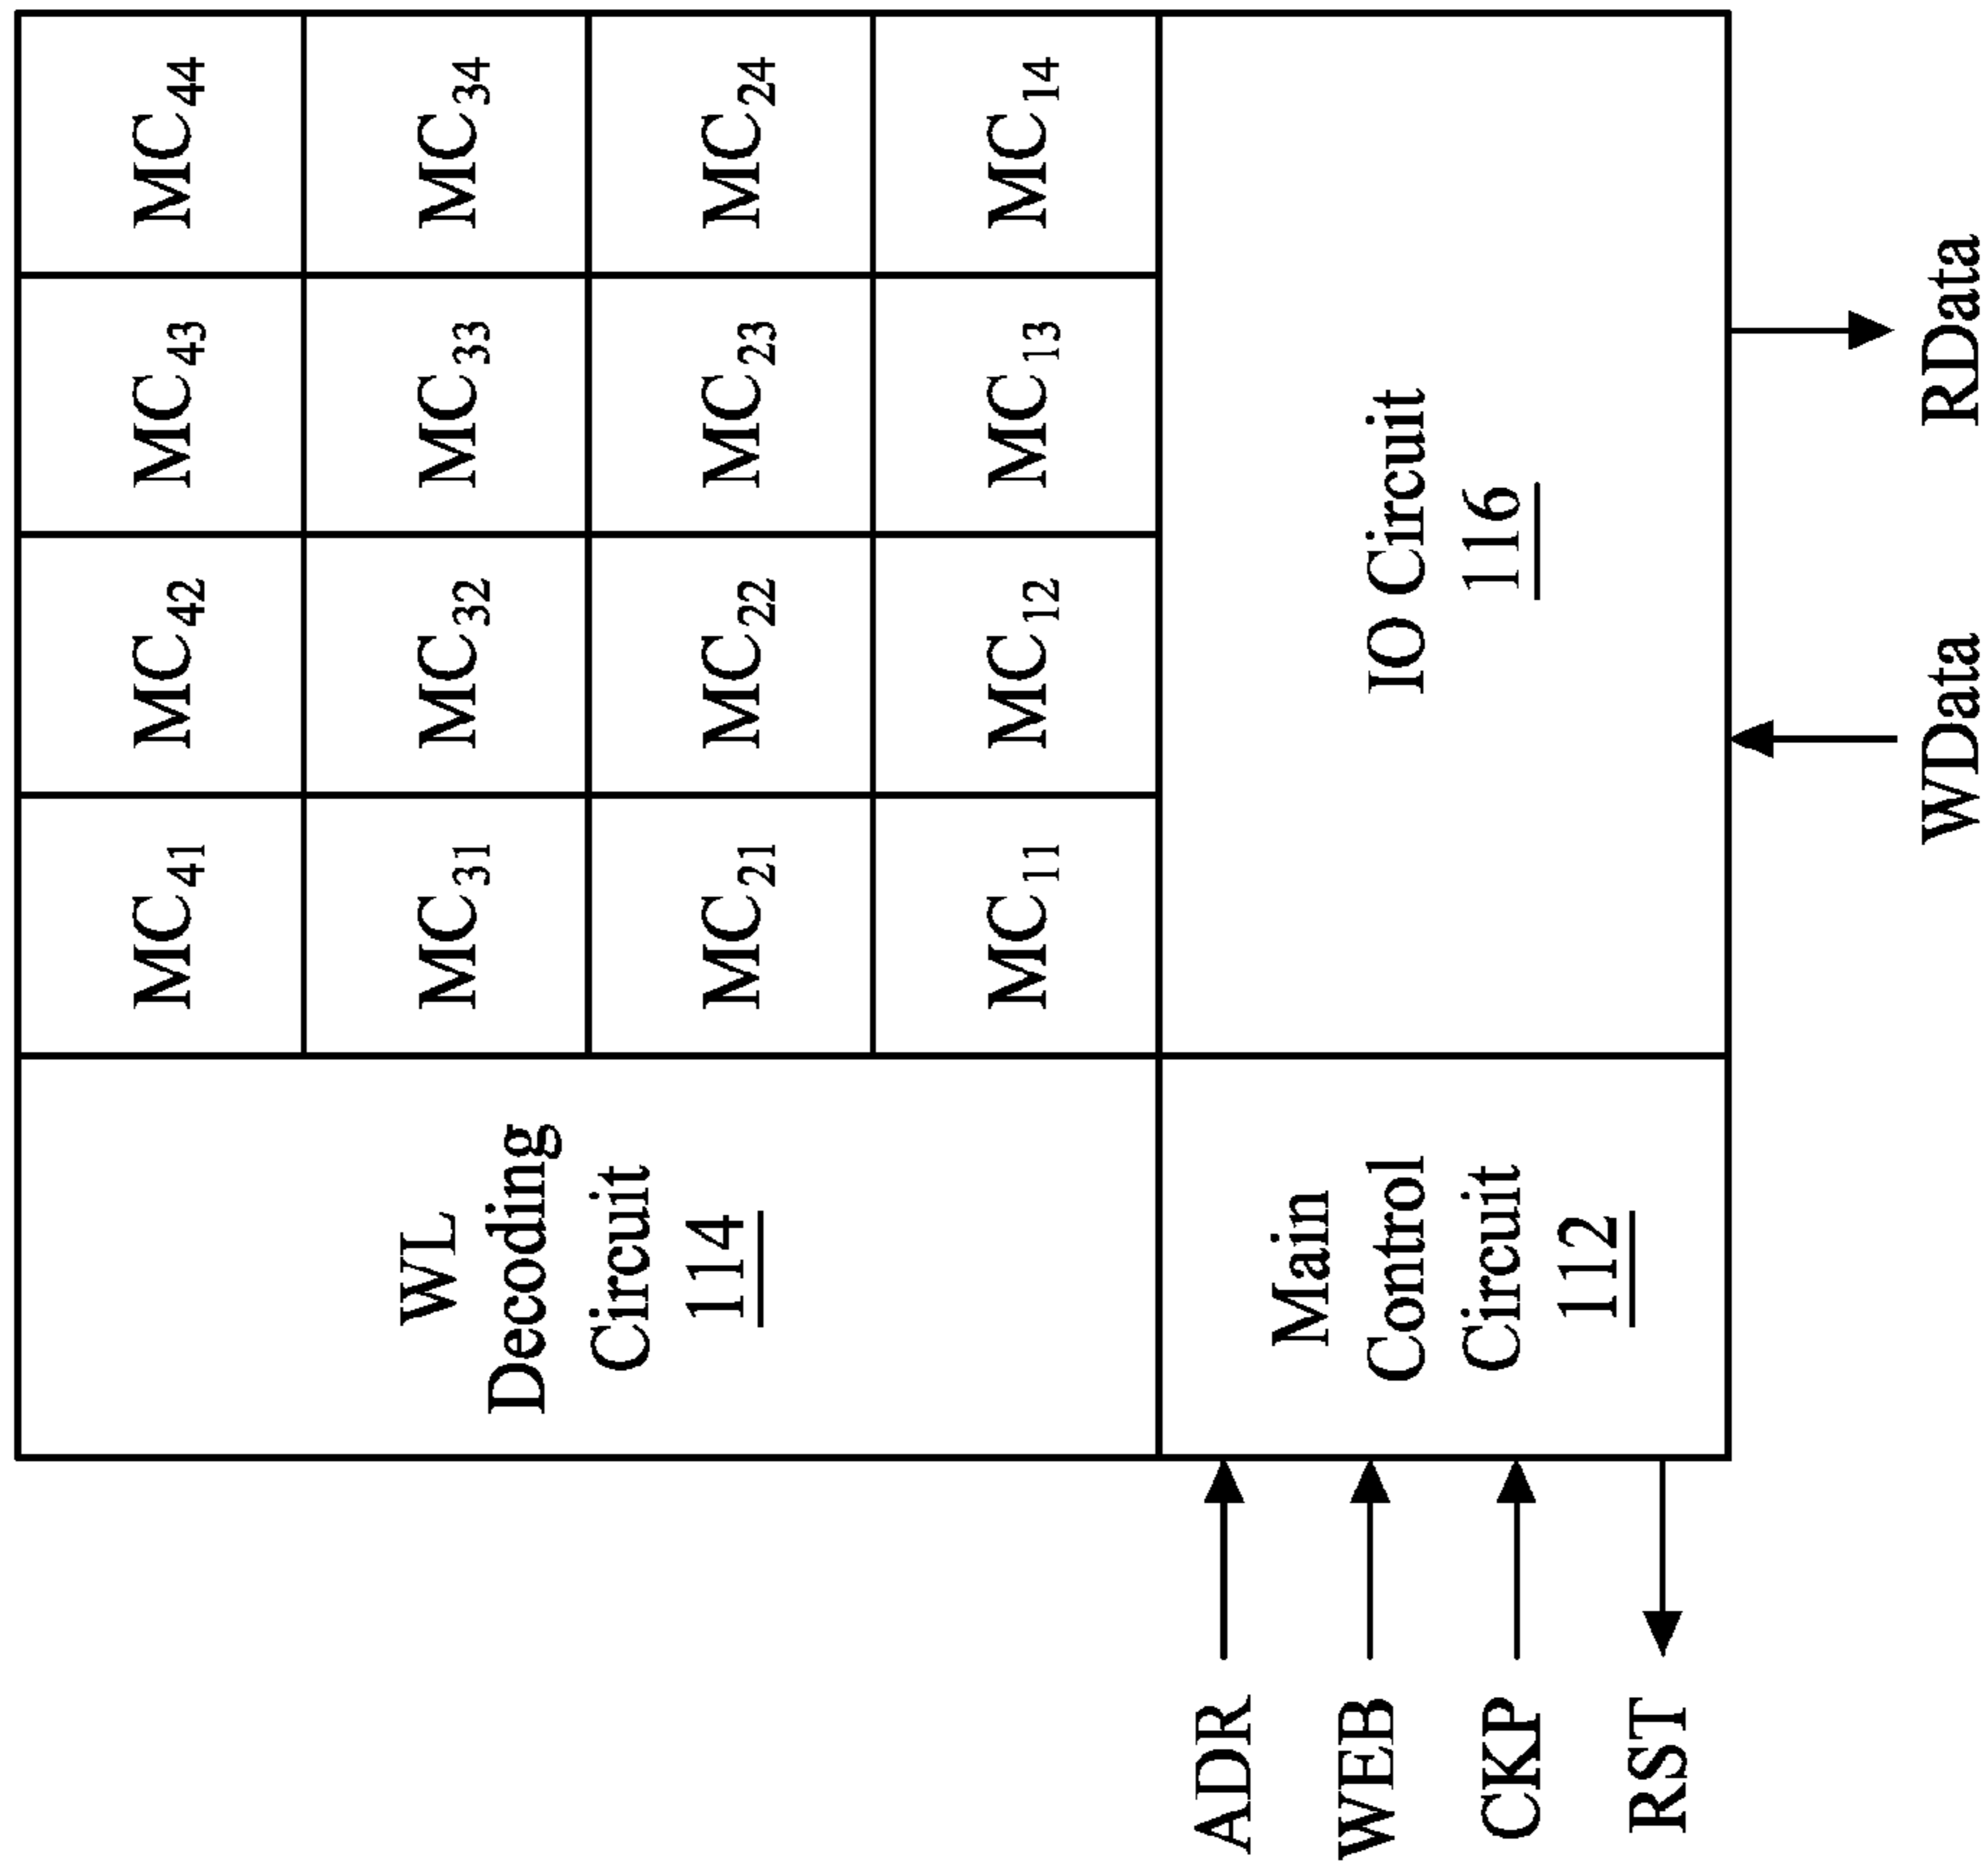 MC44
MC34
MC24
MC14
MC43
MC33
MC23
MC13
MC42
MC32
MC22
MC12
MC41
MC31
MC21
MC11
WL
Decoding
Circuit
114
Main
Control
Circuit
112
IO Circuit
116
ADR
WEB
CKP
RST
WData
RData